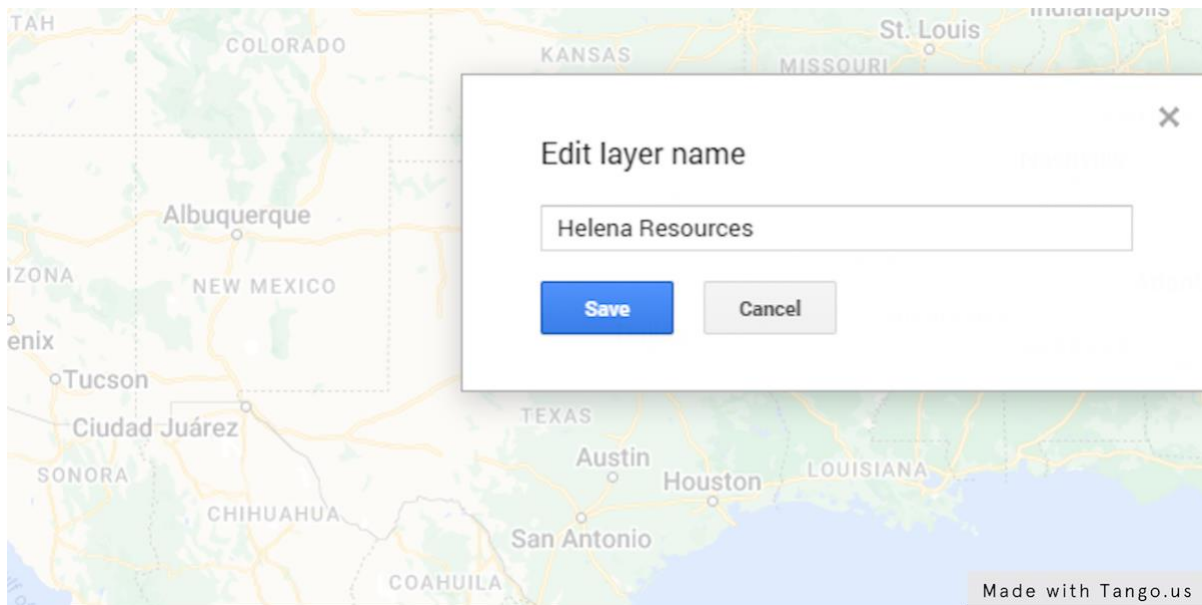 TAH
COLORADO
KANSAS
St. Louis
Indianapolis
MISSOURI
Edit layer name
Nashville
Helena Resources
Albuquerque
IZONA
NEW MEXICO
Save
Cancel
enix
Tucson
Ciudad Juárez
TEXAS
SONORA
Austin
Houston
LOUISIANA
CHIHUAHUA
San Antonio
COAHUILA
Made with Tango.us